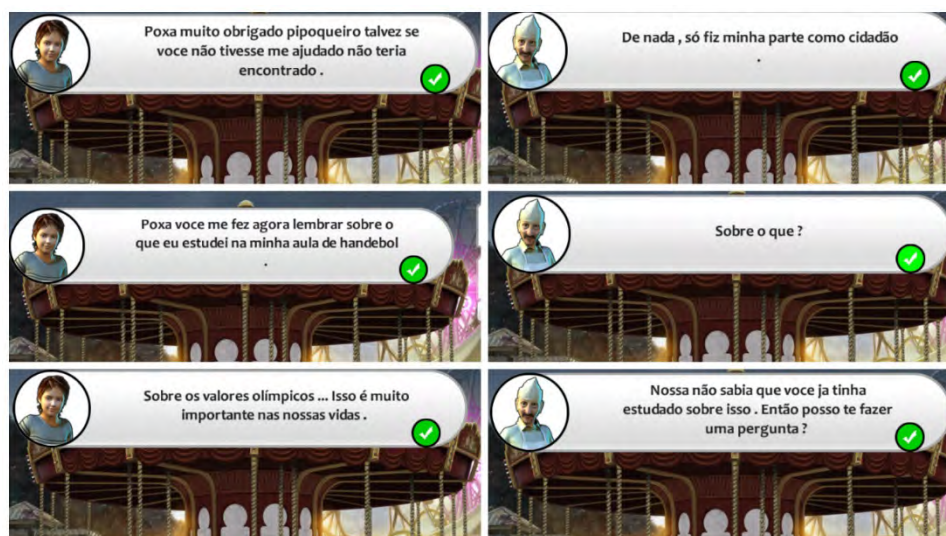 Poxa muito obrigado pipoqueiro talvez se
voce não tivesse me ajudado não teria
encontrado .
De nada , só fiz minha parte como cidadão
.
Poxa voce me fez agora lembrar sobre o
que eu estudei na minha aula de handebol
.
Sobre o que ?
Sobre os valores olímpicos ... Isso é muito
importante nas nossas vidas .
Nossa não sabia que voce ja tinha
estudado sobre isso . Então posso te fazer
uma pergunta ?